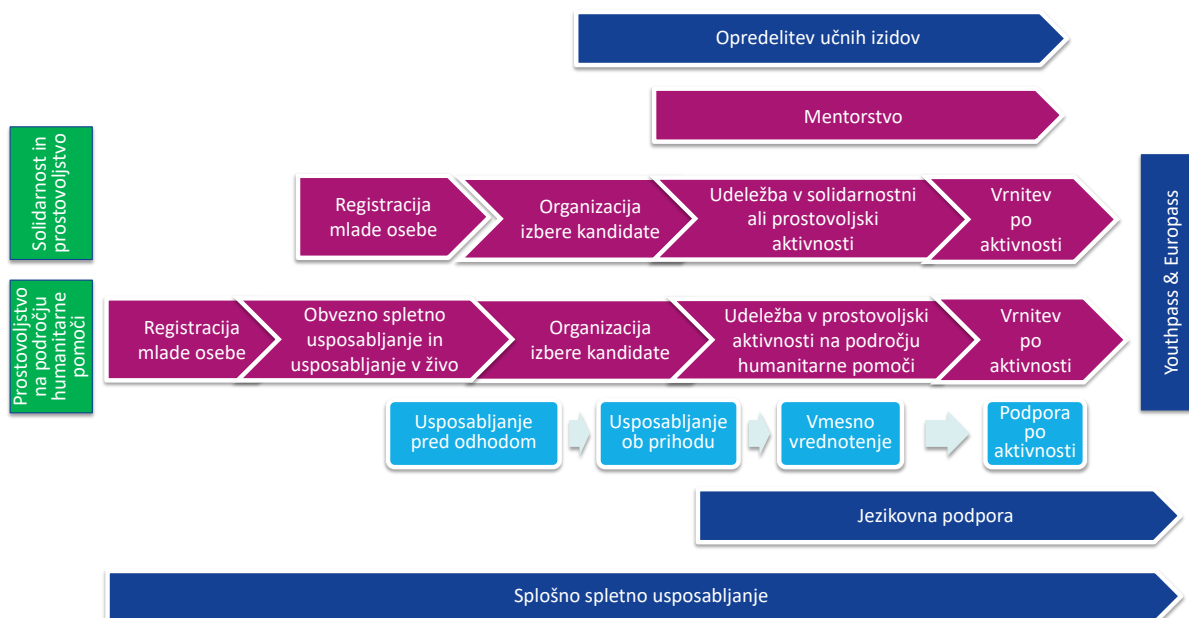 Opredelitev učnih izidov
Mentorstvo
Solidarnost in
prostovoljstvo
Registracija
mlade osebe
Organizacija
izbere kandidate
Udeležba v solidarnostni
ali prostovoljski
aktivnosti
Vrnitev
po
aktivnosti
Youthpass & Europass
Prostovoljstvo
na področju
humanitarne
pomoči
Registracija
mlade osebe
Obvezno spletno
usposabljanje in
usposabljanje v živo
Organizacija
izbere kandidate
Udeležba v prostovoljski
aktivnosti na področju
humanitarne pomoči
Vrnitev
po
aktivnosti
Usposabljanje
pred odhodom
Usposabljanje
ob prihodu
Vmesno
vrednotenje
Podpora
po
aktivnosti
Jezikovna podpora
Splošno spletno usposabljanje